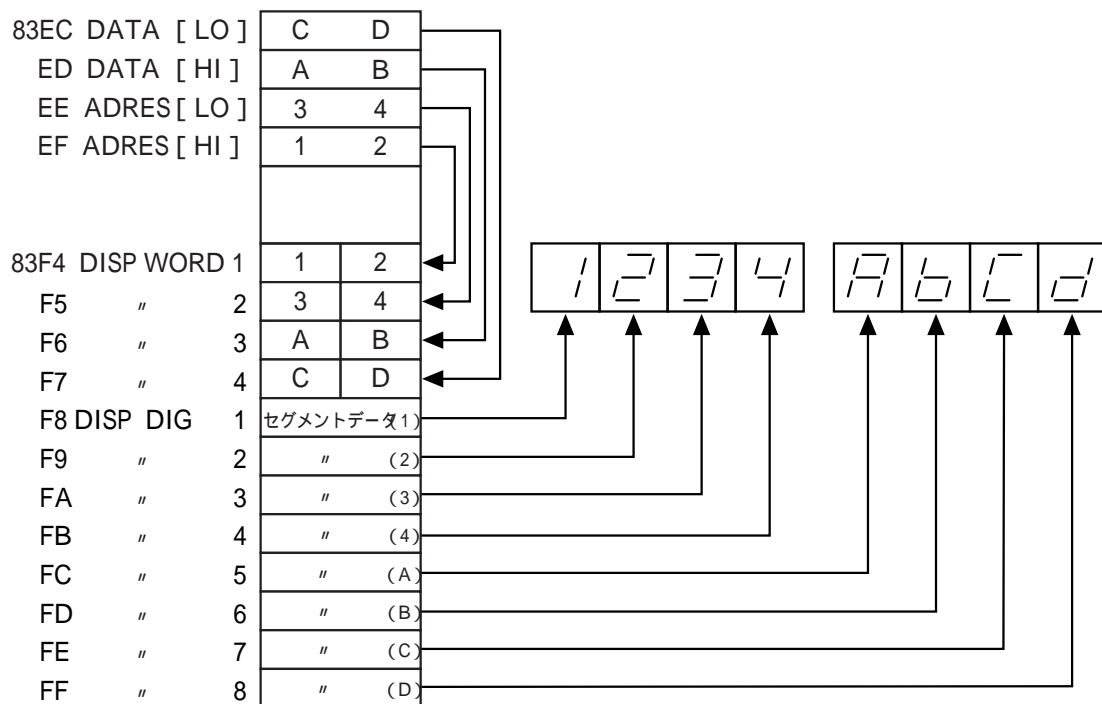 83EC DATA [ LO ] C D
ED DATA [ HI ] A B
EE ADRES [ LO ] 3 4
EF ADRES [ HI ] 1 2
83F4 DISP WORD 1 1 2
F5 〃 2 3 4
F6 〃 3 A B
F7 〃 4 C D
1 2 3 4 A b C d
F8 DISP DIG 1 セグメントデータ(1)
F9 〃 2 〃 (2)
FA 〃 3 〃 (3)
FB 〃 4 〃 (4)
FC 〃 5 〃 (A)
FD 〃 6 〃 (B)
FE 〃 7 〃 (C)
FF 〃 8 〃 (D)